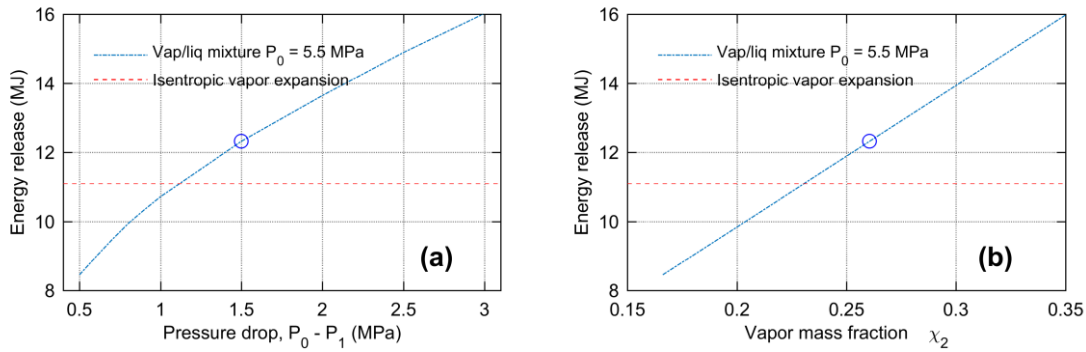 16
14
12
10
8
Energy release (MJ)
Vap/liq mixture P0 = 5.5 MPa
Isentropic vapor expansion
(a)
0.5 1 1.5 2 2.5 3
Pressure drop, P0 - P1 (MPa)
16
14
12
10
8
Energy release (MJ)
Vap/liq mixture P0 = 5.5 MPa
Isentropic vapor expansion
(b)
0.15 0.2 0.25 0.3 0.35
Vapor mass fraction χ2